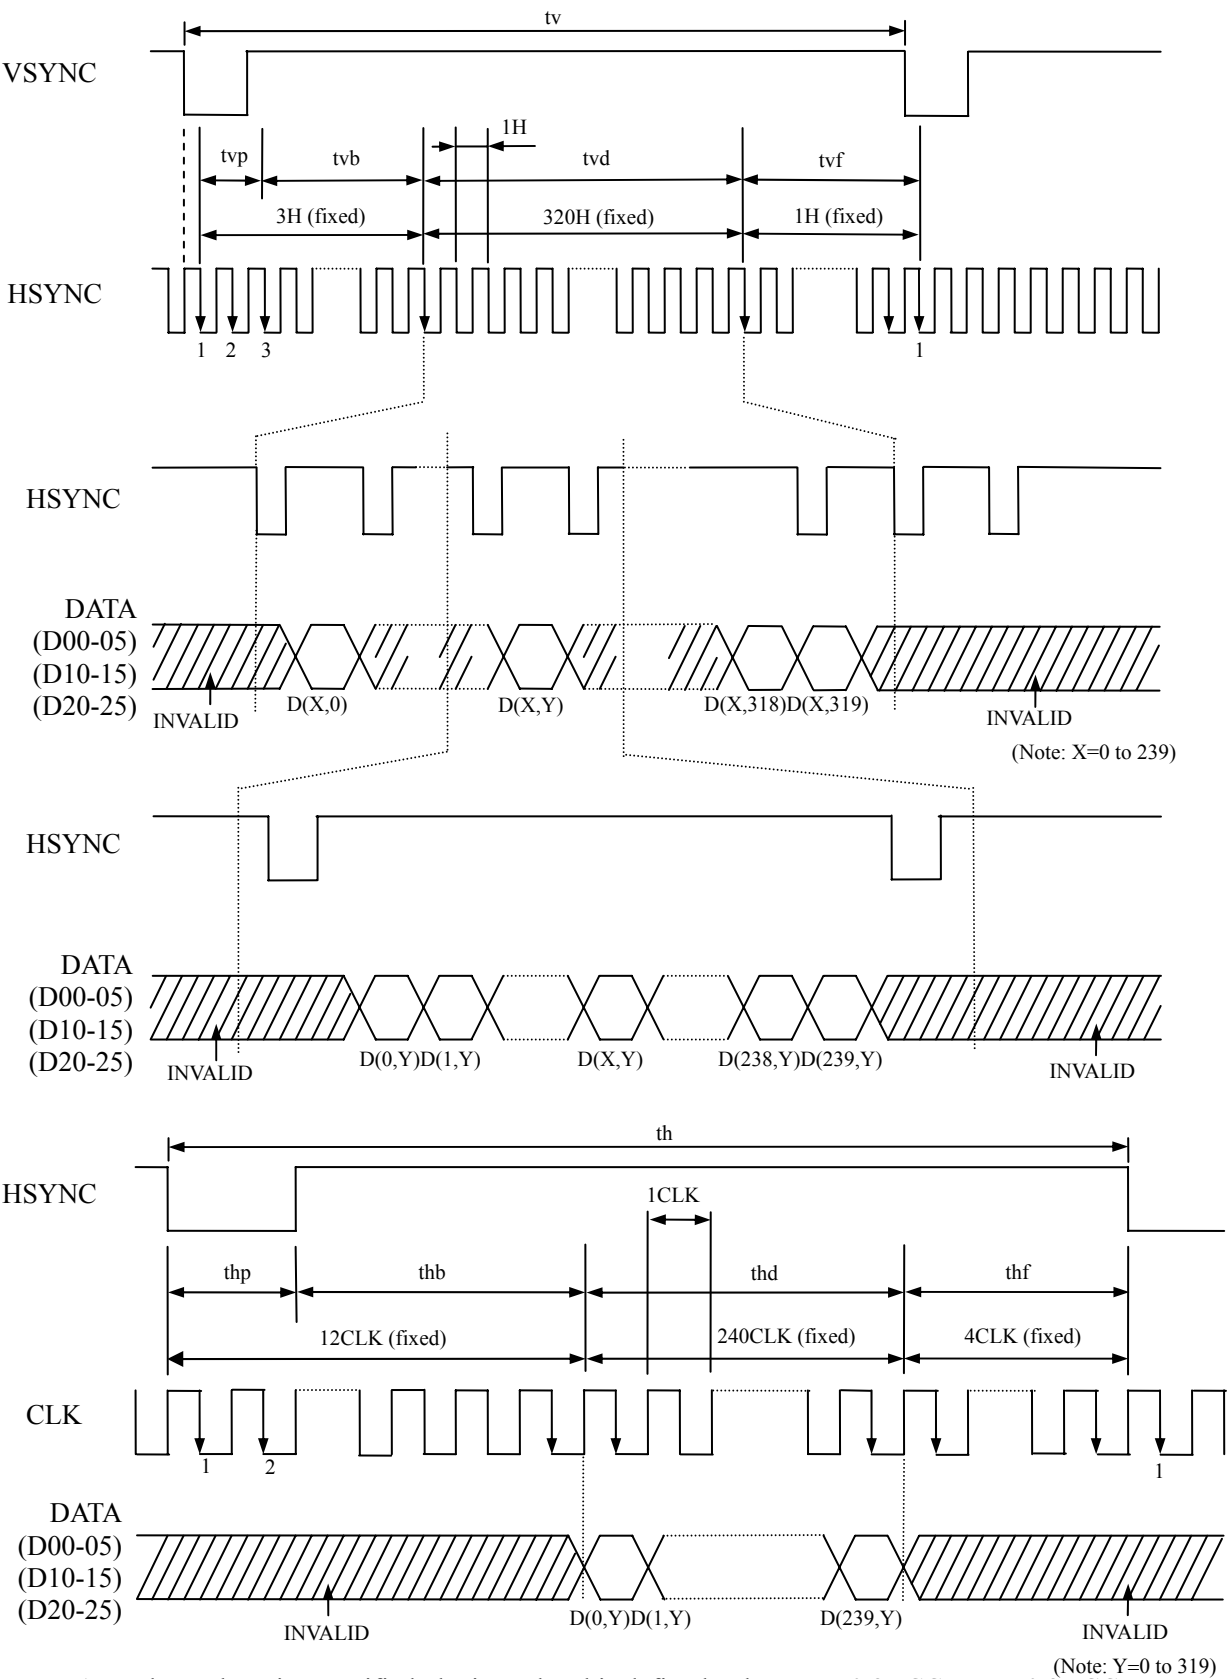 tv
VSYNC
1H
tvp
tvb
tvd
tvf
3H (fixed)
320H (fixed)
1H (fixed)
HSYNC
1
2
3
1
HSYNC
DATA
(D00-05)
(D10-15)
(D20-25)
INVALID
D(X,0)
D(X,Y)
D(X,318)D(X,319)
INVALID
(Note: X=0 to 239)
HSYNC
DATA
(D00-05)
(D10-15)
(D20-25)
INVALID
D(0,Y)D(1,Y)
D(X,Y)
D(238,Y)D(239,Y)
INVALID
th
HSYNC
1CLK
thp
thb
thd
thf
12CLK (fixed)
240CLK (fixed)
4CLK (fixed)
CLK
1
2
1
DATA
(D00-05)
(D10-15)
(D20-25)
INVALID
D(0,Y)D(1,Y)
D(239,Y)
INVALID
(Note: Y=0 to 319)